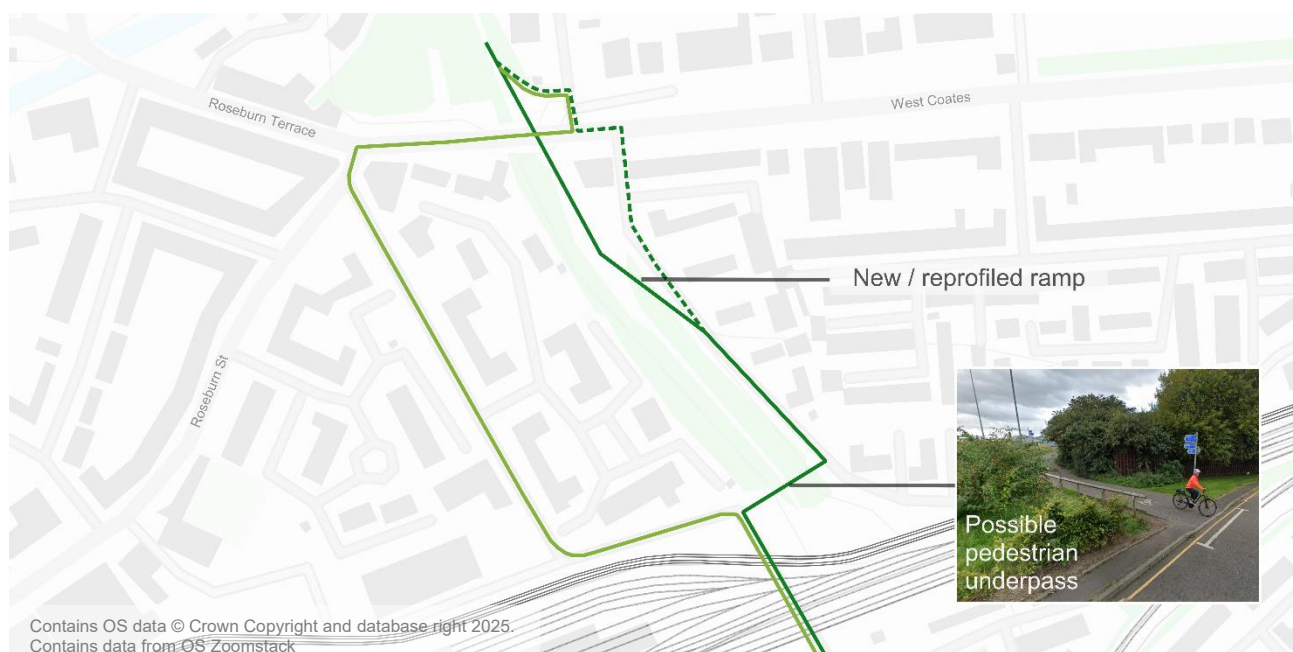 Roseburn Terrace
West Coates
New / reprofiled ramp
Roseburn St
Possible
pedestrian
underpass
Contains OS data © Crown Copyright and database right 2025.
Contains data from OS Zoomstack